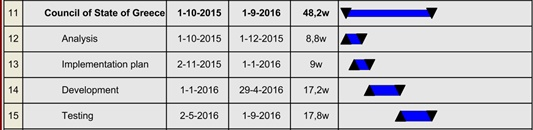 11 Council of State of Greece 1-10-2015 1-9-2016 48,2w
12 Analysis 1-10-2015 1-12-2015 8,8w
13 Implementation plan 2-11-2015 1-1-2016 9w
14 Development 1-1-2016 29-4-2016 17,2w
15 Testing 2-5-2016 1-9-2016 17,8w